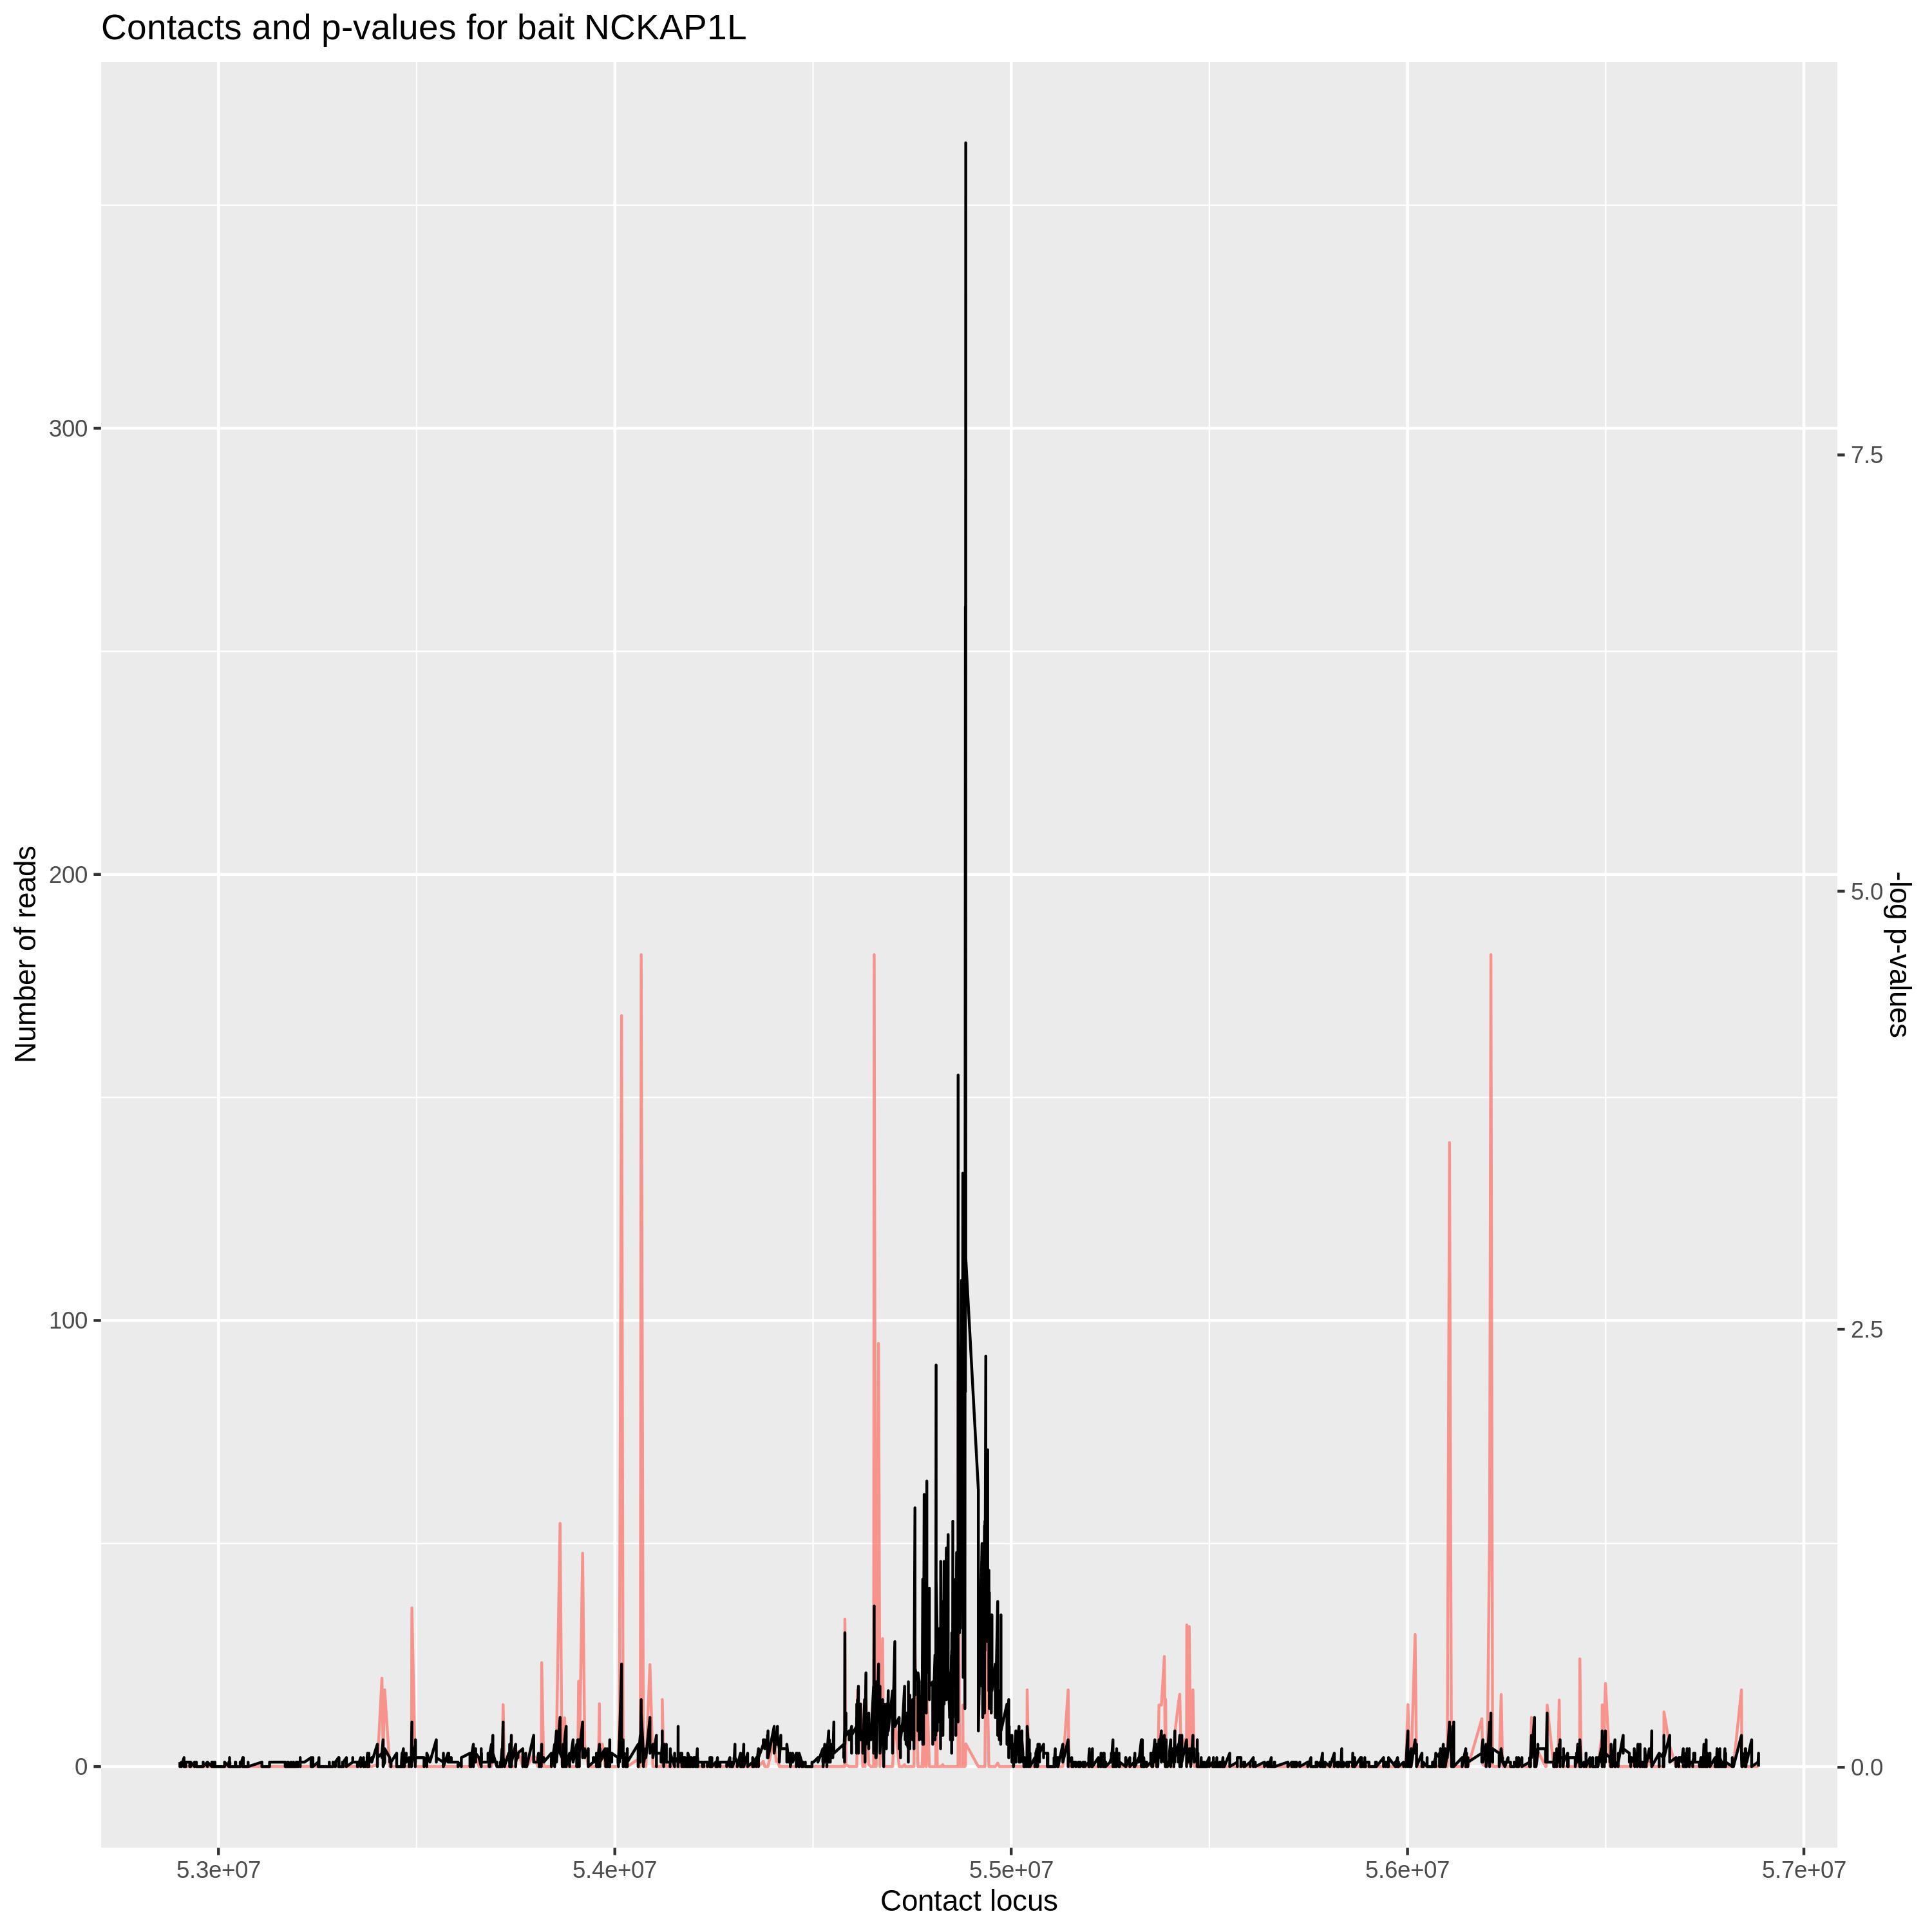 Contacts and p-values for bait NCKAP1L
300
200
100
0
Number of reads
7.5
5.0
2.5
0.0
-log p-values
5.3e+07
5.4e+07
5.5e+07
5.6e+07
5.7e+07
Contact locus